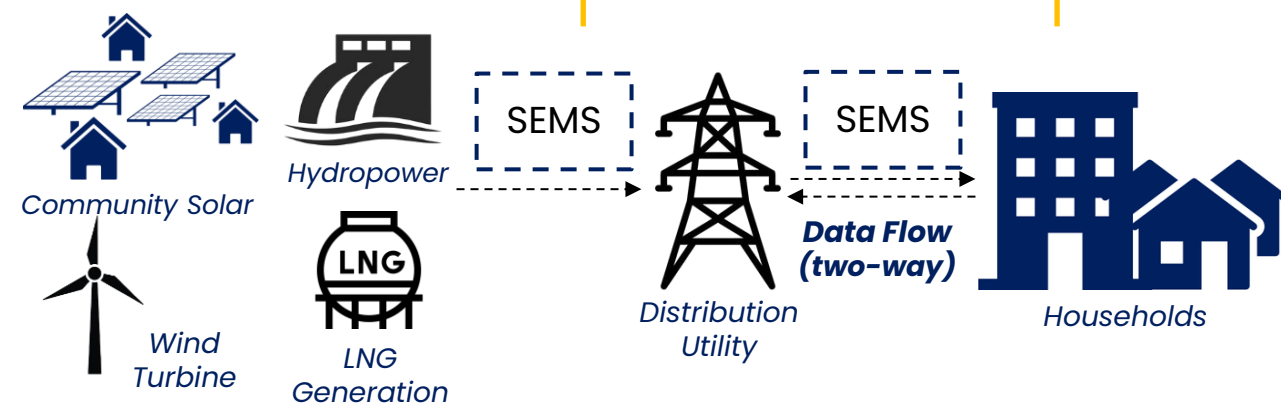 Community Solar
Hydropower
Wind
Turbine
LNG
LNG
Generation
SEMS
Distribution
Utility
SEMS
Data Flow
(two-way)
Households